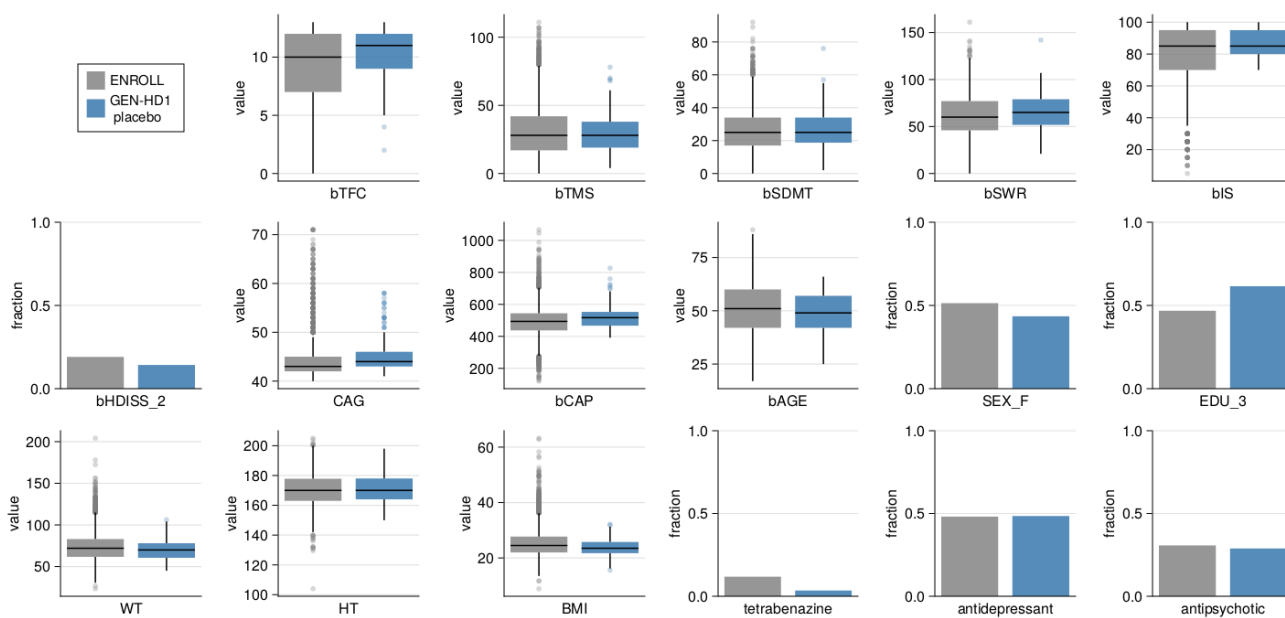 ENROLL
GEN-HD1
placebo
value
10
5
0
bTFC
value
100
50
0
bTMS
value
80
60
40
20
0
bSDMT
value
150
100
50
0
bSWR
value
100
80
60
40
20
bIS
fraction
1.0
0.5
0.0
bHDISS_2
value
70
60
50
40
CAG
value
1000
800
600
400
200
bCAP
value
75
50
25
bAGE
fraction
1.0
0.5
0.0
SEX_F
fraction
1.0
0.5
0.0
EDU_3
value
200
150
100
50
WT
value
200
180
160
140
120
100
HT
value
60
40
20
BMI
fraction
1.0
0.5
0.0
tetrabenazine
fraction
1.0
0.5
0.0
antidepressant
fraction
1.0
0.5
0.0
antipsychotic